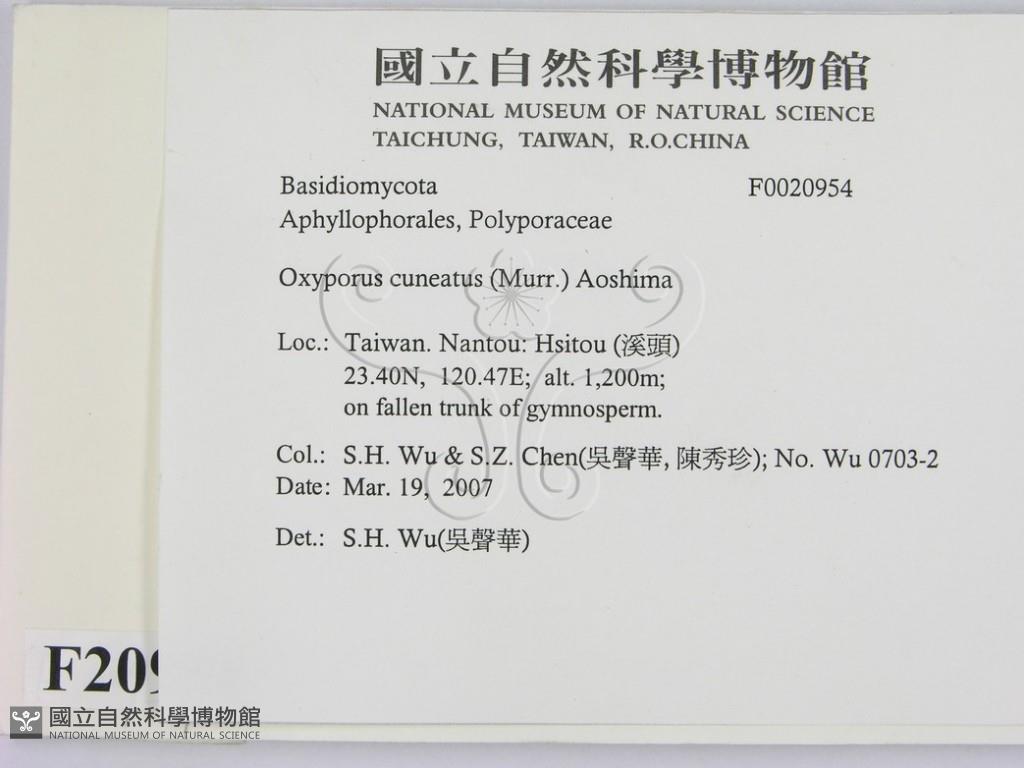 國立自然科學博物館
NATIONAL MUSEUM OF NATURAL SCIENCE
TAICHUNG, TAIWAN, R.O.CHINA
Basidiomycota F0020954
Aphyllophorales, Polyporaceae
Oxyporus cuneatus (Murr.) Aoshima
Loc.: Taiwan. Nantou: Hsitou (溪頭)
23.40N, 120.47E; alt. 1,200m;
on fallen trunk of gymnosperm.
Col.: S.H. Wu & S.Z. Chen(吳聲華, 陳秀珍); No. Wu 0703-2
Date: Mar. 19, 2007
Det.: S.H. Wu(吳聲華)
F209
國立自然科學博物館
NATIONAL MUSEUM OF NATURAL SCIENCE